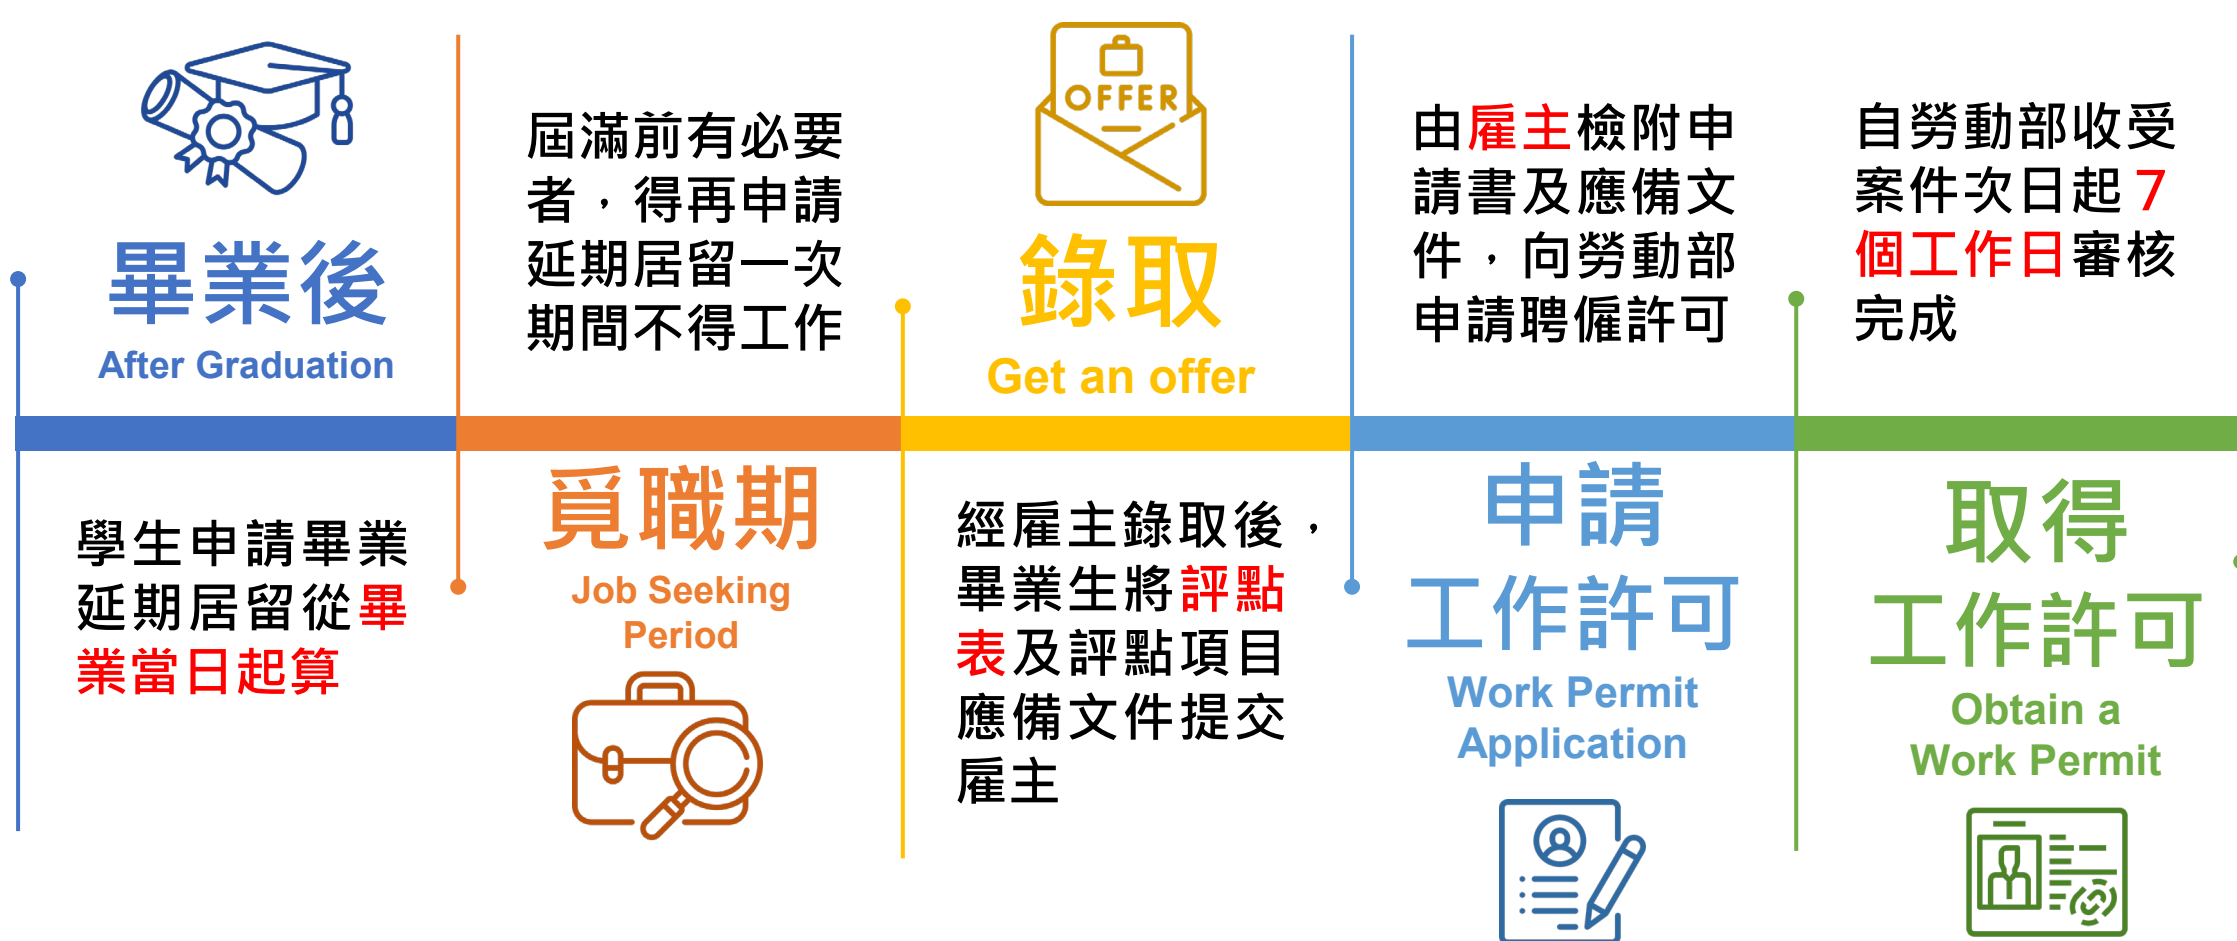 畢業後
After Graduation
學生申請畢業
延期居留從畢
業當日起算
屆滿前有必要
者，得再申請
延期居留一次
期間不得工作
覓職期
Job Seeking
Period
OFFER
錄取
Get an offer
經雇主錄取後，
畢業生將評點
表及評點項目
應備文件提交
雇主
由雇主檢附申
請書及應備文
件，向勞動部
申請聘僱許可
申請
工作許可
Work Permit
Application
自勞動部收受
案件次日起7
個工作日審核
完成
取得
工作許可
Obtain a
Work Permit